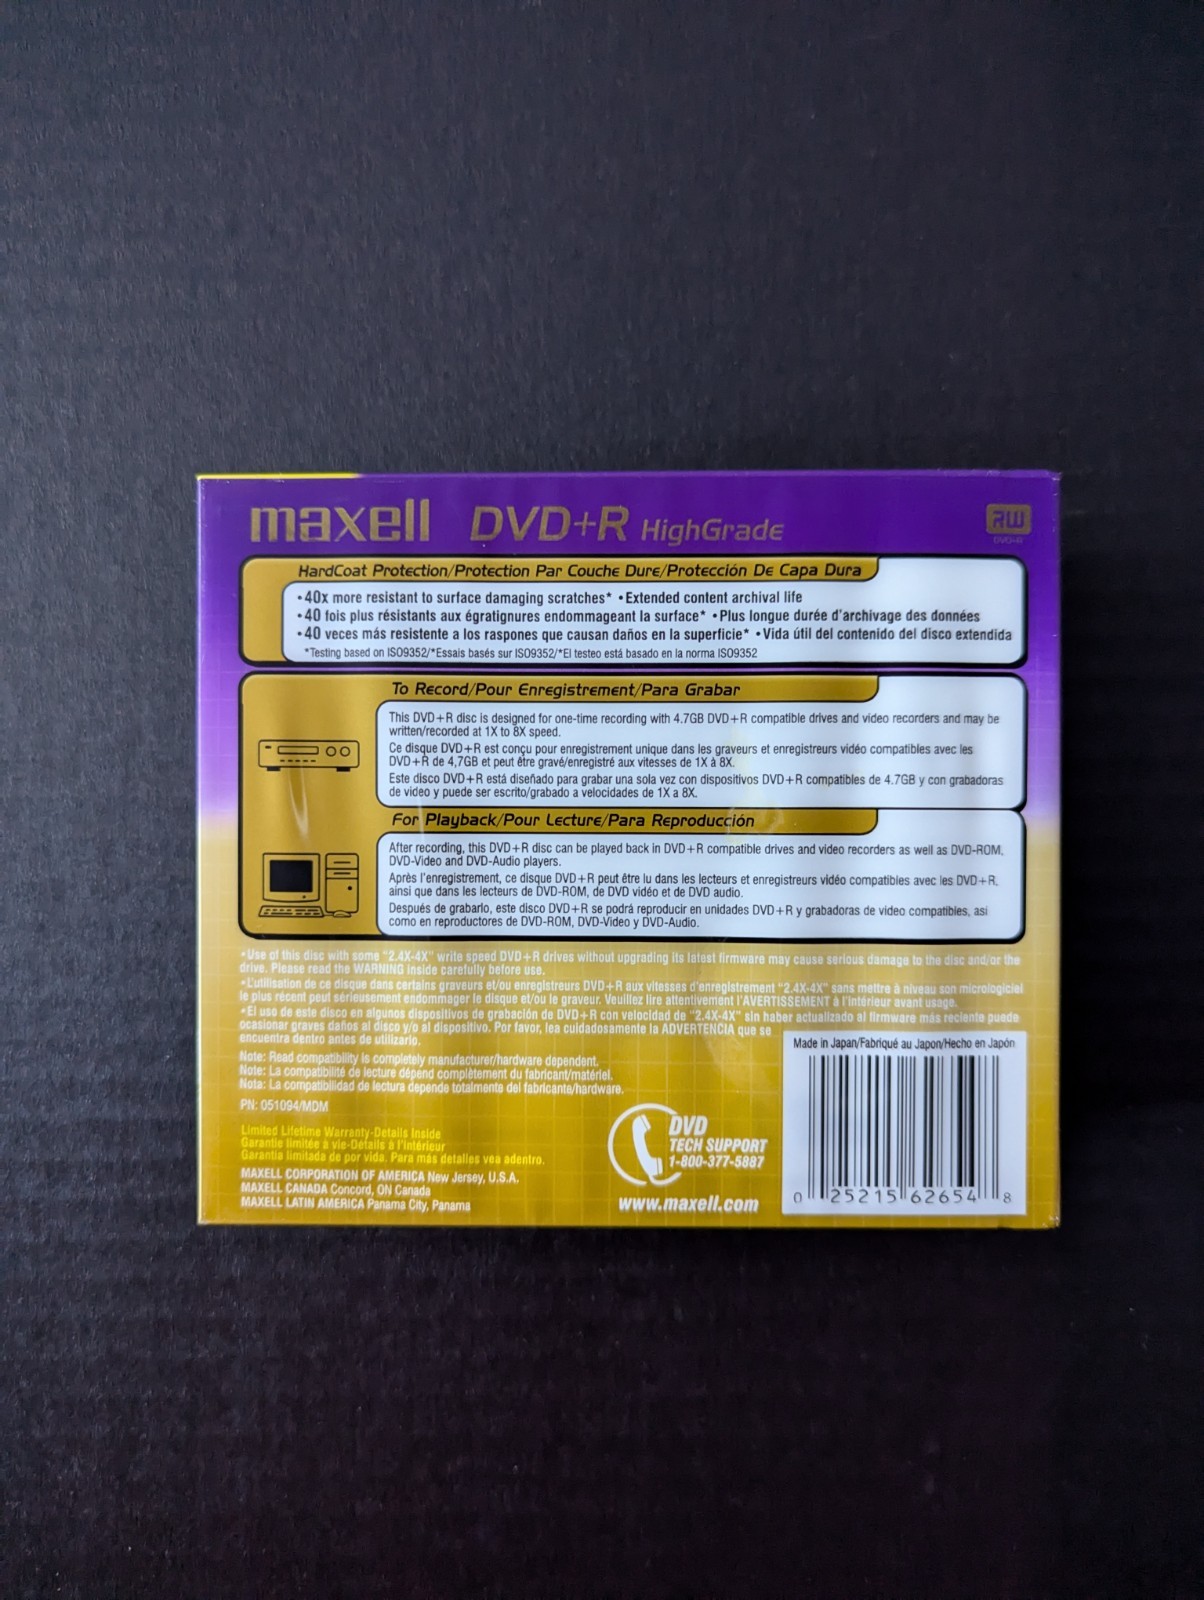 maxell DVD+R HighGrade
RW
DVD+R
HardCoat Protection/Protection Par Couche Dure/Protección De Capa Dura
• 40x more resistant to surface damaging scratches* • Extended content archival life
• 40 fois plus résistants aux égratignures endommageant la surface* • Plus longue durée d'archivage des données
• 40 veces más resistente a los raspones que causan daños en la superficie* • Vida útil del contenido del disco extendida
*Testing based on ISO9352/*Essais basés sur ISO9352/*El testeo está basado en la norma ISO9352
To Record/Pour Enregistrement/Para Grabar
This DVD+R disc is designed for one-time recording with 4.7GB DVD+R compatible drives and video recorders and may be
written/recorded at 1X to 8X speed.
Ce disque DVD+R est conçu pour enregistrement unique dans les graveurs et enregistreurs vidéo compatibles avec les
DVD+R de 4,7GB et peut être gravé/enregistré aux vitesses de 1X à 8X.
Este disco DVD+R está diseñado para grabar una sola vez con dispositivos DVD+R compatibles de 4.7GB y con grabadoras
de video y puede ser escrito/grabado a velocidades de 1X a 8X.
For Playback/Pour Lecture/Para Reproducción
After recording, this DVD+R disc can be played back in DVD+R compatible drives and video recorders as well as DVD-ROM,
DVD-Video and DVD-Audio players.
Après l'enregistrement, ce disque DVD+R peut être lu dans les lecteurs et enregistreurs vidéo compatibles avec les DVD+R,
ainsi que dans les lecteurs de DVD-ROM, de DVD vidéo et de DVD audio.
Después de grabarlo, este disco DVD+R se podrá reproducir en unidades DVD+R y grabadoras de video compatibles, asi
como en reproductores de DVD-ROM, DVD-Video y DVD-Audio.
•Use of this disc with some "2.4X-4X" write speed DVD+R drives without upgrading its latest firmware may cause serious damage to the disc and/or the
drive. Please read the WARNING inside carefully before use.
•L'utilisation de ce disque dans certains graveurs et/ou enregistreurs DVD+R aux vitesses d'enregistrement "2.4X-4X" sans mettre à niveau son micrologiciel
le plus récent peut sérieusement endommager le disque et/ou le graveur. Veuillez lire attentivement l'AVERTISSEMENT à l'intérieur avant usage.
•El uso de este disco en algunos dispositivos de grabación de DVD+R con velocidad de "2.4X-4X" sin haber actualizado al firmware más reciente puede
ocasionar graves daños al disco y/o al dispositivo. Por favor, lea cuidadosamente la ADVERTENCIA que se
encuentra dentro antes de utilizarlo.
Note: Read compatibility is completely manufacturer/hardware dependent.
Note: La compatibilité de lecture dépend complètement du fabricant/matériel.
Nota: La compatibilidad de lectura depende totalmente del fabricante/hardware.
PN: 051094/MDM
Limited Lifetime Warranty-Details Inside
Garantie limitée à vie-Détails à l'intérieur
Garantia limitada de por vida. Para más detalles vea adentro.
MAXELL CORPORATION OF AMERICA New Jersey, U.S.A.
MAXELL CANADA Concord, ON Canada
MAXELL LATIN AMERICA Panama City, Panama
DVD
TECH SUPPORT
1-800-377-5887
www.maxell.com
Made in Japan/Fabriqué au Japon/Hecho en Japón
0 25215 62654 8